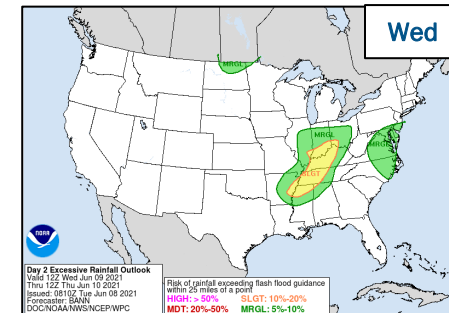 Wed
MRGL
MRGL
MRGL
SLGT
NOAA
Day 2 Excessive Rainfall Outlook
Valid 12Z Wed Jun 09 2021
Thru 12Z Thu Jun 10 2021
Issued: 0810Z Tue Jun 08 2021
Forecaster: BANN
DOC/NOAA/NWS/NCEP/WPC
Risk of rainfall exceeding flash flood guidance
within 25 miles of a point
HIGH: > 50% SLGT: 10%-20%
MDT: 20%-50% MRGL: 5%-10%